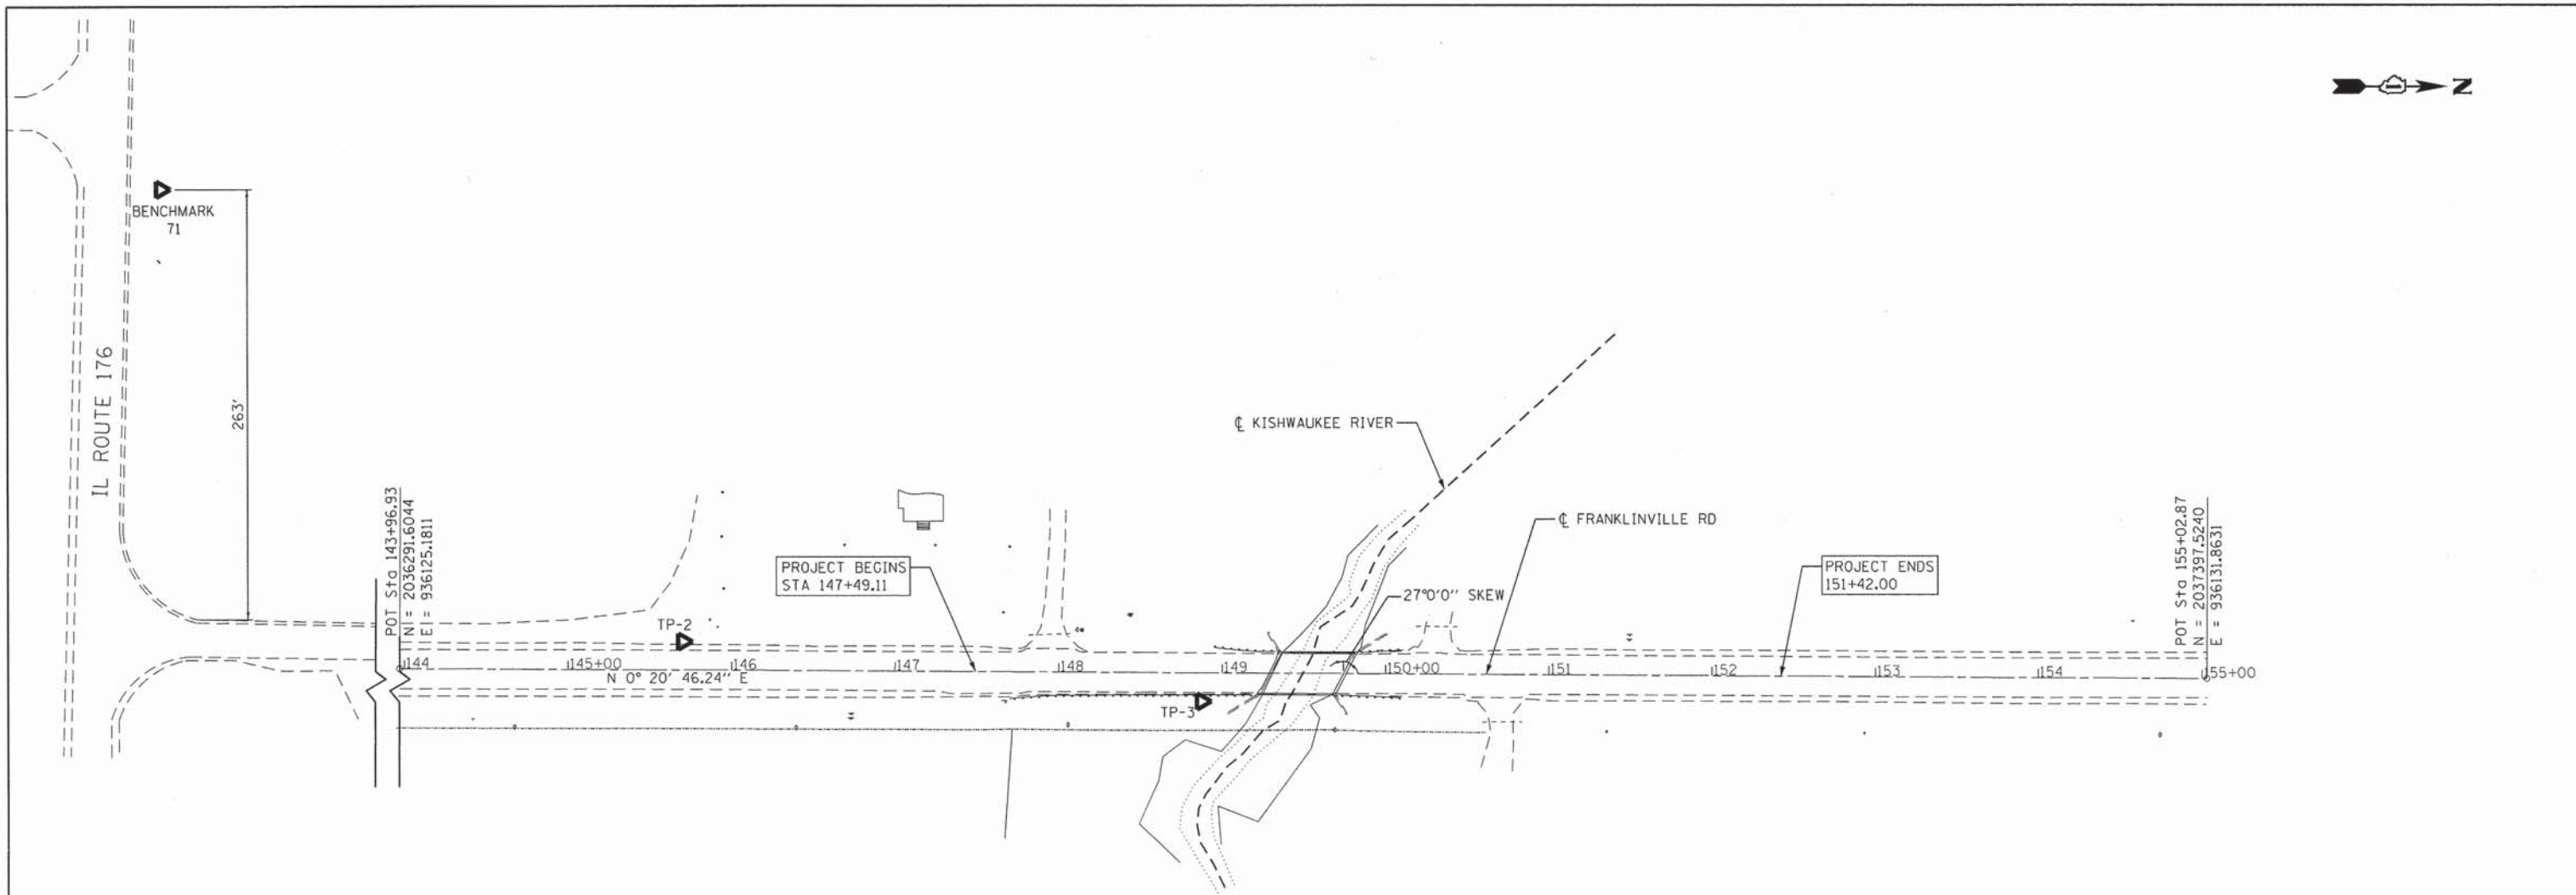 N
BENCHMARK
71
263'
IL ROUTE 176
℄ KISHWAUKEE RIVER
POT Sta 143+96.93
N = 2036291.6044
E = 936125.1811
PROJECT BEGINS
STA 147+49.11
℄ FRANKLINVILLE RD
PROJECT ENDS
151+42.00
POT Sta 155+02.87
N = 2037397.5240
E = 936131.8631
27°0'0" SKEW
TP-2
144
145+00
146
147
148
149
150+00
151
152
153
154
155+00
N 0° 20' 46.24" E
TP-3